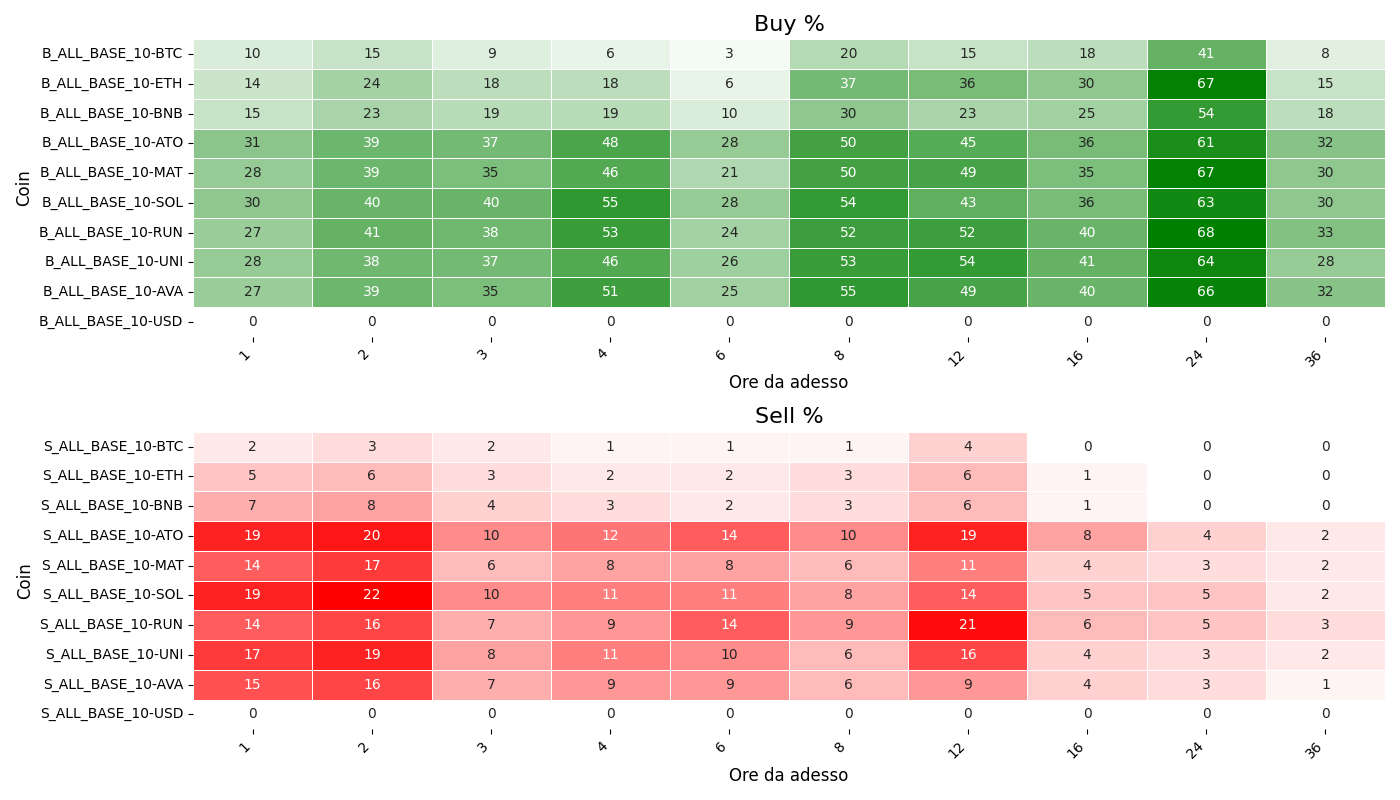 Buy %
Coin
B_ALL_BASE_10-BTC 10 15 9 6 3 20 15 18 41 8
B_ALL_BASE_10-ETH 14 24 18 18 6 37 36 30 67 15
B_ALL_BASE_10-BNB 15 23 19 19 10 30 23 25 54 18
B_ALL_BASE_10-ATO 31 39 37 48 28 50 45 36 61 32
B_ALL_BASE_10-MAT 28 39 35 46 21 50 49 35 67 30
B_ALL_BASE_10-SOL 30 40 40 55 28 54 43 36 63 30
B_ALL_BASE_10-RUN 27 41 38 53 24 52 52 40 68 33
B_ALL_BASE_10-UNI 28 38 37 46 26 53 54 41 64 28
B_ALL_BASE_10-AVA 27 39 35 51 25 55 49 40 66 32
B_ALL_BASE_10-USD 0 0 0 0 0 0 0 0 0 0
1 2 3 4 6 8 12 16 24 36
Ore da adesso
Sell %
Coin
S_ALL_BASE_10-BTC 2 3 2 1 1 1 4 0 0 0
S_ALL_BASE_10-ETH 5 6 3 2 2 3 6 1 0 0
S_ALL_BASE_10-BNB 7 8 4 3 2 3 6 1 0 0
S_ALL_BASE_10-ATO 19 20 10 12 14 10 19 8 4 2
S_ALL_BASE_10-MAT 14 17 6 8 8 6 11 4 3 2
S_ALL_BASE_10-SOL 19 22 10 11 11 8 14 5 5 2
S_ALL_BASE_10-RUN 14 16 7 9 14 9 21 6 5 3
S_ALL_BASE_10-UNI 17 19 8 11 10 6 16 4 3 2
S_ALL_BASE_10-AVA 15 16 7 9 9 6 9 4 3 1
S_ALL_BASE_10-USD 0 0 0 0 0 0 0 0 0 0
1 2 3 4 6 8 12 16 24 36
Ore da adesso